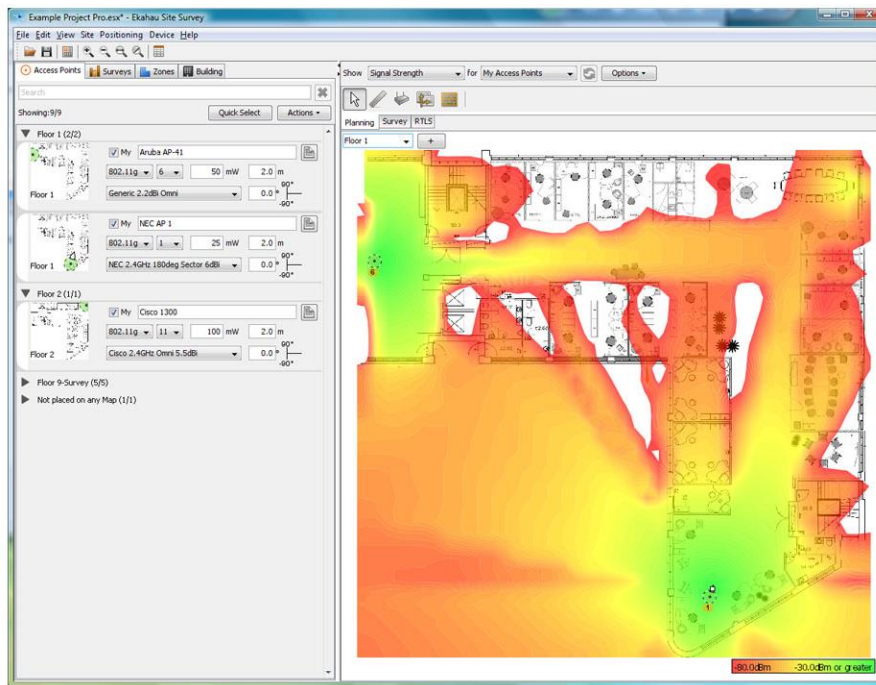 Example Project Pro.esx* - Ekahau Site Survey
File Edit View Site Positioning Device Help
Access Points Surveys Zones Building
Show Signal Strength for My Access Points Options
Search
Showing:9/9 Quick Select Actions
Planning Survey RTLS
Floor 1 +
Floor 1 (2/2)
My Aruba AP-41
802.11g 6 50 mW 2.0 m
Floor 1 Generic 2.2dBi Omni 0.0 ° 90° -90°
My NEC AP 1
802.11g 1 25 mW 2.0 m
Floor 1 NEC 2.4GHz 180deg Sector 6dBi 0.0 ° 90° -90°
Floor 2 (1/1)
My Cisco 1300
802.11g 11 100 mW 2.0 m
Floor 2 Cisco 2.4GHz Omni 5.5dBi 0.0 ° 90° -90°
Floor 9-Survey (5/5)
Not placed on any Map (1/1)
6
1
-80.0dBm -30.0dBm or greater